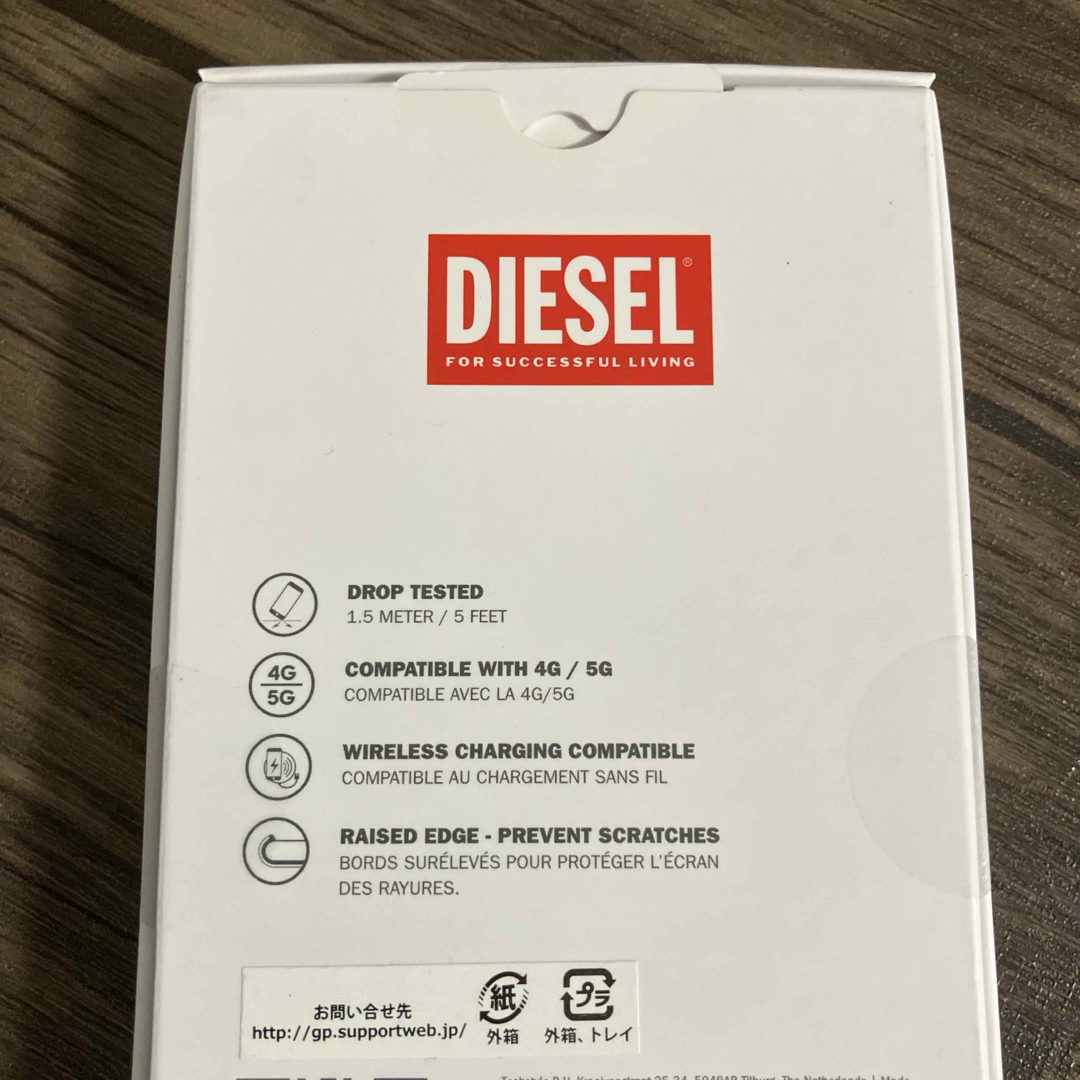 DIESEL®
FOR SUCCESSFUL LIVING
DROP TESTED
1.5 METER / 5 FEET
4G
5G
COMPATIBLE WITH 4G / 5G
COMPATIBLE AVEC LA 4G/5G
WIRELESS CHARGING COMPATIBLE
COMPATIBLE AU CHARGEMENT SANS FIL
RAISED EDGE - PREVENT SCRATCHES
BORDS SURÉLEVÉS POUR PROTÉGER L'ÉCRAN
DES RAYURES.
お問い合せ先
http://gp.supportweb.jp/
紙
外箱
プラ
外箱、トレイ